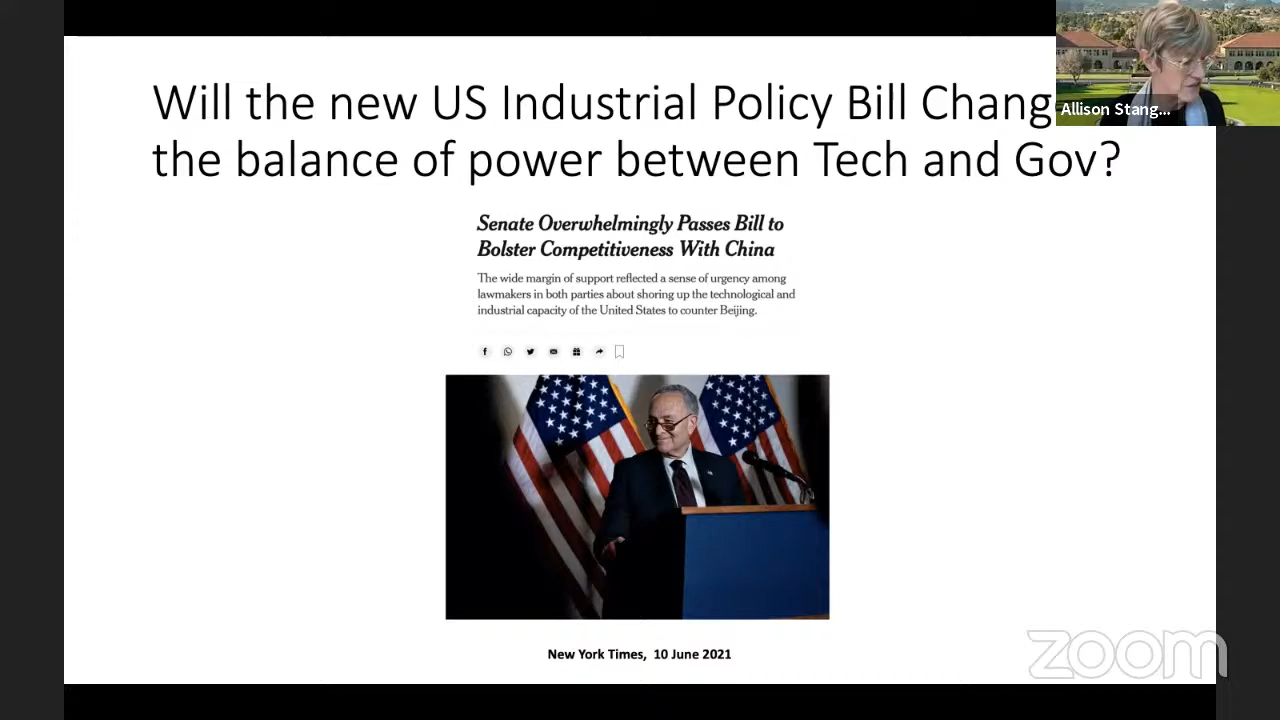 Will the new US Industrial Policy Bill Chang
the balance of power between Tech and Gov?
Allison Stang...
Senate Overwhelmingly Passes Bill to
Bolster Competitiveness With China
The wide margin of support reflected a sense of urgency among
lawmakers in both parties about shoring up the technological and
industrial capacity of the United States to counter Beijing.
New York Times, 10 June 2021
zoom